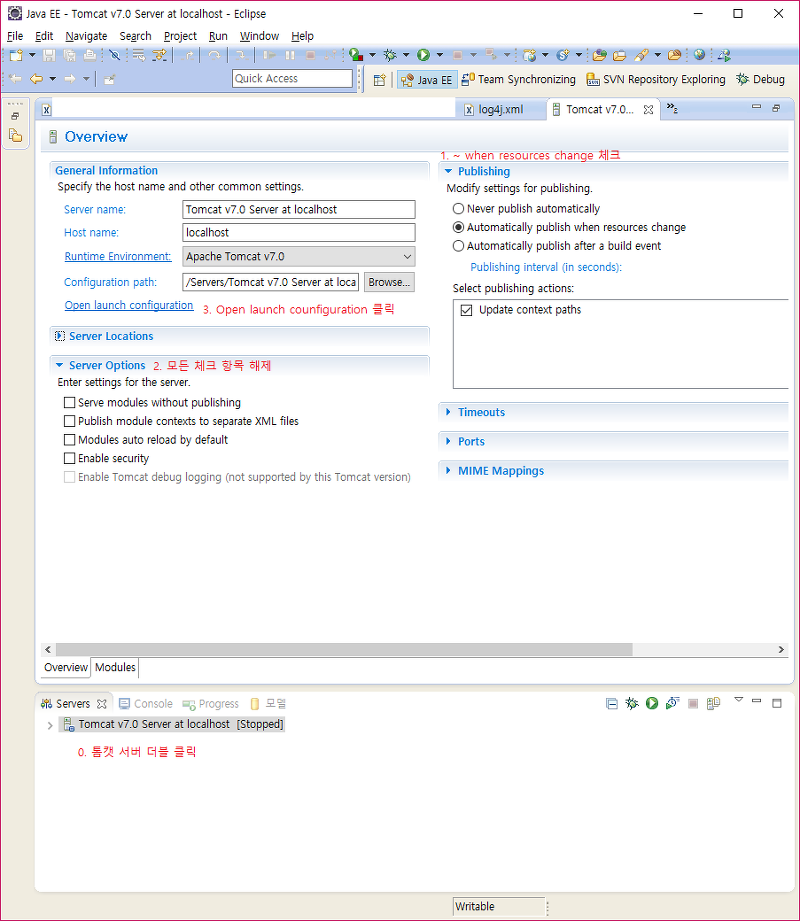 Java EE - Tomcat v7.0 Server at localhost - Eclipse
File Edit Navigate Search Project Run Window Help
Quick Access
Java EE Team Synchronizing SVN Repository Exploring Debug
log4j.xml Tomcat v7.0... »2
Overview
General Information
Specify the host name and other common settings.
Server name: Tomcat v7.0 Server at localhost
Host name: localhost
Runtime Environment: Apache Tomcat v7.0
Configuration path: /Servers/Tomcat v7.0 Server at loca Browse...
Open launch configuration 3. Open launch counfiguration 클릭
Server Locations
Server Options 2. 모든 체크 항목 해제
Enter settings for the server.
Serve modules without publishing
Publish module contexts to separate XML files
Modules auto reload by default
Enable security
Enable Tomcat debug logging (not supported by this Tomcat version)
1. ~ when resources change 체크
Publishing
Modify settings for publishing.
Never publish automatically
Automatically publish when resources change
Automatically publish after a build event
Publishing interval (in seconds):
Select publishing actions:
Update context paths
Timeouts
Ports
MIME Mappings
Overview Modules
Servers Console Progress 모델
Tomcat v7.0 Server at localhost [Stopped]
0. 톰캣 서버 더블 클릭
Writable